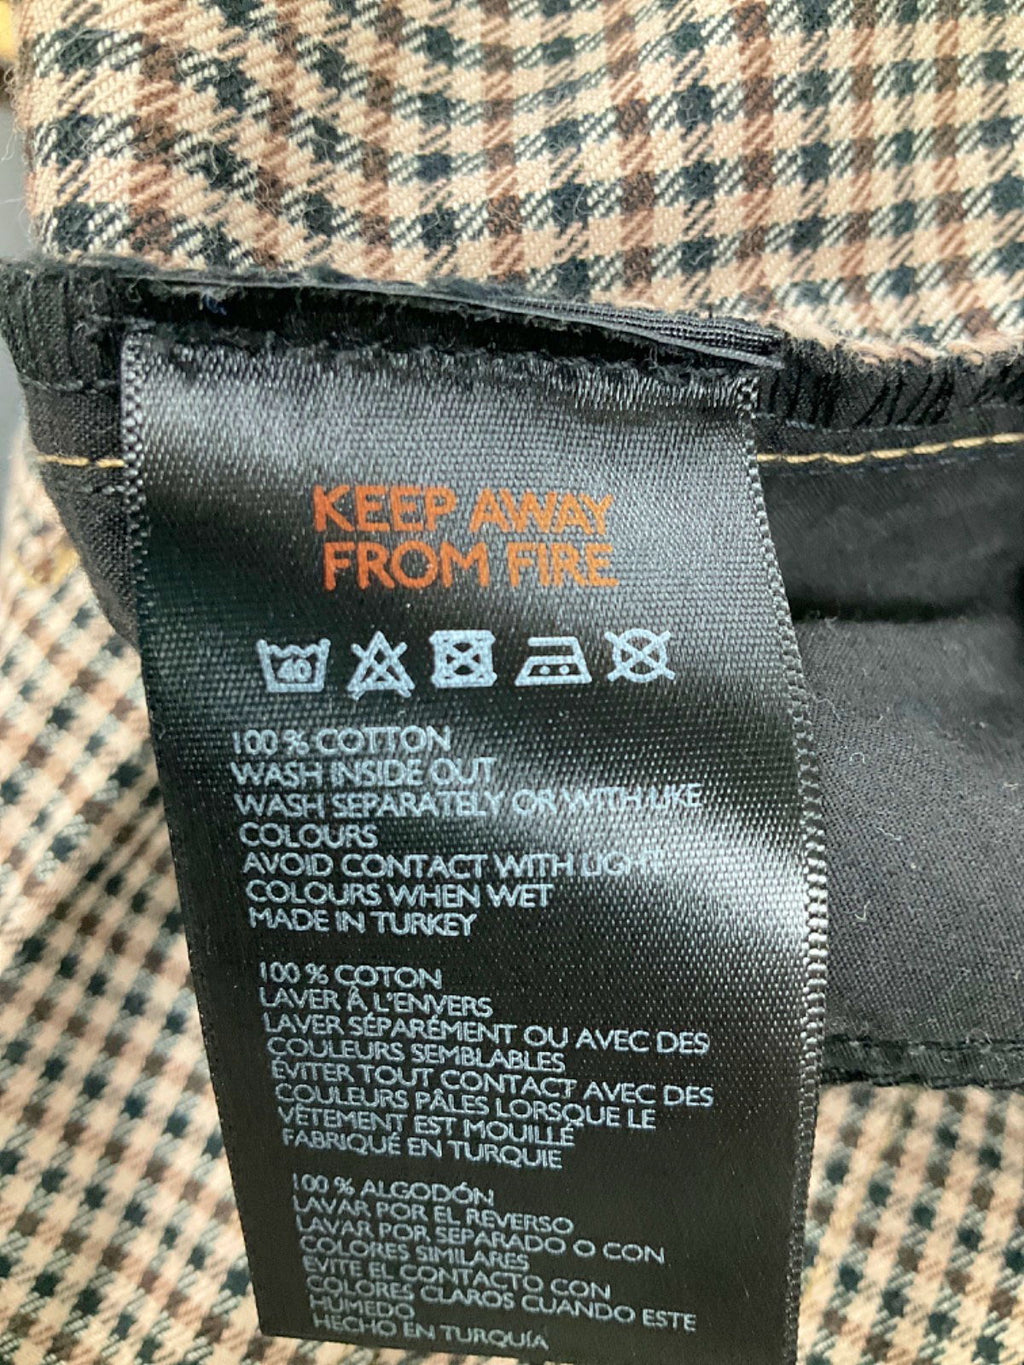 KEEP AWAY
FROM FIRE
40
100 % COTTON
WASH INSIDE OUT
WASH SEPARATELY OR WITH LIKE
COLOURS
AVOID CONTACT WITH LIGHT
COLOURS WHEN WET
MADE IN TURKEY
100 % COTON
LAVER À L'ENVERS
LAVER SÉPARÉMENT OU AVEC DES
COULEURS SEMBLABLES
ÉVITER TOUT CONTACT AVEC DES
COULEURS PÂLES LORSQUE LE
VÊTEMENT EST MOUILLÉ
FABRIQUÉ EN TURQUIE
100 % ALGODÓN
LAVAR POR EL REVERSO
LAVAR POR SEPARADO O CON
COLORES SIMILARES
EVITE EL CONTACTO CON
COLORES CLAROS CUANDO ESTE
HÚMEDO
HECHO EN TURQUÍA